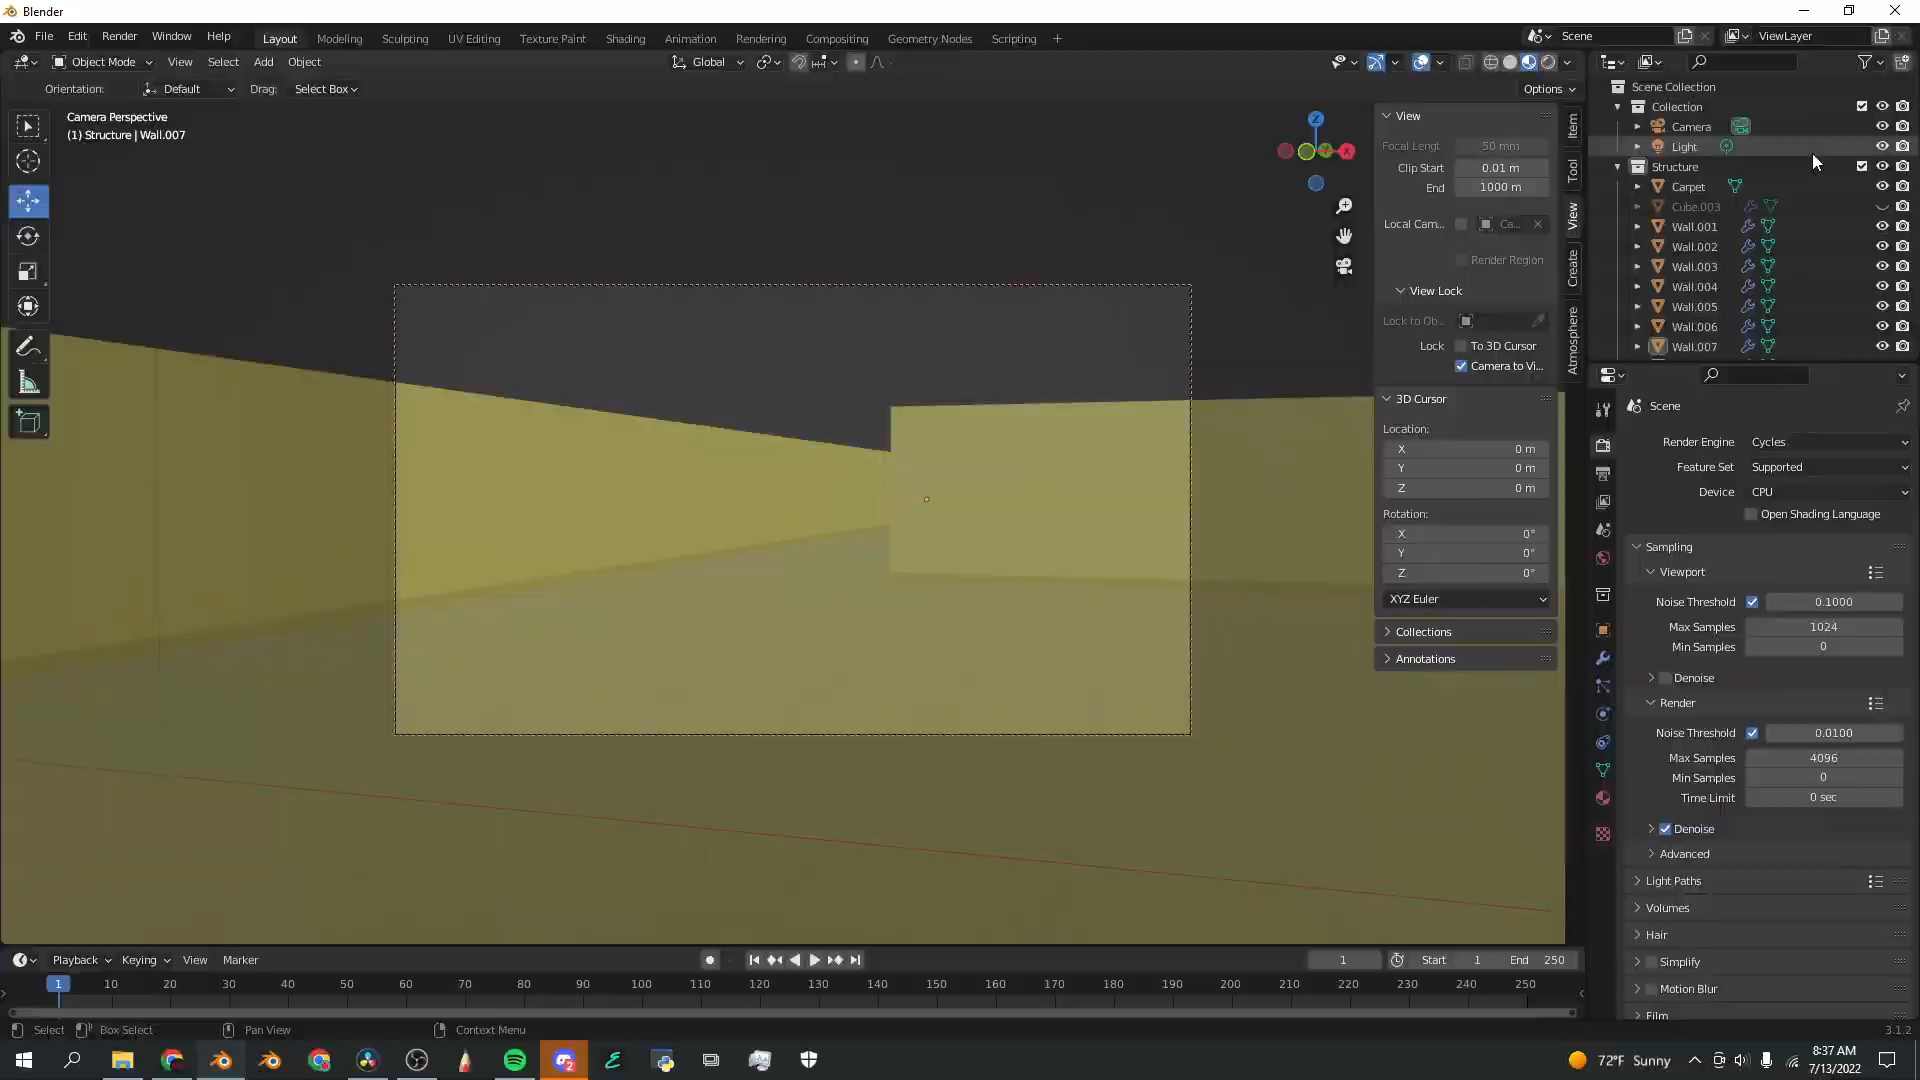 Blender
File Edit Render Window Help Layout Modeling Sculpting UV Editing Texture Paint Shading Animation Rendering Compositing Geometry Nodes Scripting + Scene ViewLayer
Object Mode View Select Add Object Global
Orientation: Default Drag: Select Box Options
Camera Perspective
(1) Structure | Wall.007
Z
X
View
Focal Lengt 50 mm
Clip Start 0.01 m
End 1000 m
Local Cam... Ca...
Render Region
View Lock
Lock to Ob...
Lock To 3D Cursor
Camera to Vi...
3D Cursor
Location:
X 0 m
Y 0 m
Z 0 m
Rotation:
X 0°
Y 0°
Z 0°
XYZ Euler
Collections
Annotations
Item
Tool
View
Create
Atmosphere
Scene Collection
Collection
Camera
Light
Structure
Carpet
Cube.003
Wall.001
Wall.002
Wall.003
Wall.004
Wall.005
Wall.006
Wall.007
Scene
Render Engine Cycles
Feature Set Supported
Device CPU
Open Shading Language
Sampling
Viewport
Noise Threshold 0.1000
Max Samples 1024
Min Samples 0
Denoise
Render
Noise Threshold 0.0100
Max Samples 4096
Min Samples 0
Time Limit 0 sec
Denoise
Advanced
Light Paths
Volumes
Hair
Simplify
Motion Blur
Film
Playback Keying View Marker 1 Start 1 End 250
1 10 20 30 40 50 60 70 80 90 100 110 120 130 140 150 160 170 180 190 200 210 220 230 240 250
Select Box Select Pan View Context Menu 3.1.2
2
72°F Sunny
8:37 AM
7/13/2022